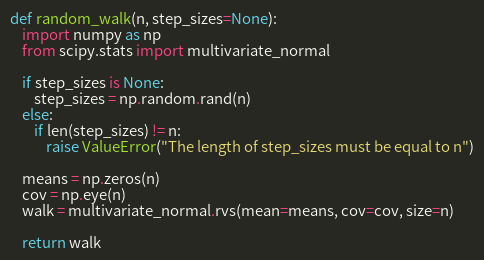 def random_walk(n, step_sizes=None):
    import numpy as np
    from scipy.stats import multivariate_normal

    if step_sizes is None:
        step_sizes = np.random.rand(n)
    else:
        if len(step_sizes) != n:
            raise ValueError("The length of step_sizes must be equal to n")

    means = np.zeros(n)
    cov = np.eye(n)
    walk = multivariate_normal.rvs(mean=means, cov=cov, size=n)

    return walk